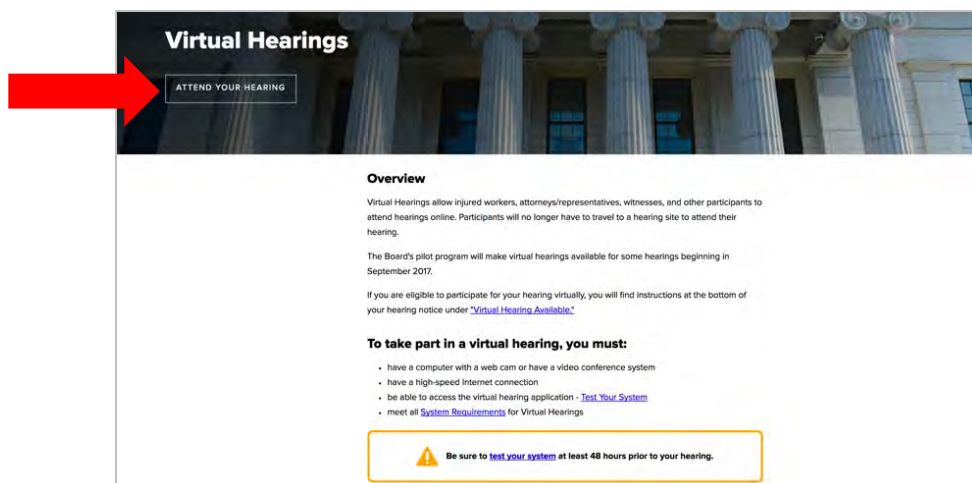 Virtual Hearings
ATTEND YOUR HEARING
Overview
Virtual Hearings allow injured workers, attorneys/representatives, witnesses, and other participants to
attend hearings online. Participants will no longer have to travel to a hearing site to attend their
hearing.
The Board's pilot program will make virtual hearings available for some hearings beginning in
September 2017.
If you are eligible to participate for your hearing virtually, you will find instructions at the bottom of
your hearing notice under "Virtual Hearing Available."
To take part in a virtual hearing, you must:
• have a computer with a web cam or have a video conference system
• have a high-speed Internet connection
• be able to access the virtual hearing application - Test Your System
• meet all System Requirements for Virtual Hearings
Be sure to test your system at least 48 hours prior to your hearing.